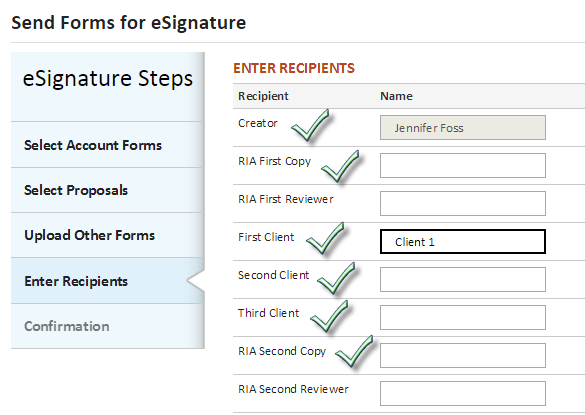 Send Forms for eSignature
eSignature Steps
Select Account Forms
Select Proposals
Upload Other Forms
Enter Recipients
Confirmation
ENTER RECIPIENTS
Recipient Name
Creator Jennifer Foss
RIA First Copy
RIA First Reviewer
First Client Client 1
Second Client
Third Client
RIA Second Copy
RIA Second Reviewer